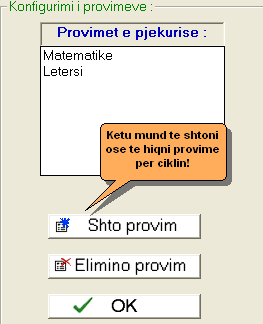 Konfigurimi i provimeve :
Provimet e pjekurise :
Matematike
Letersi
Ketu mund te shtoni
ose te hiqni provime
per ciklin!
Shto provim
Elimino provim
OK